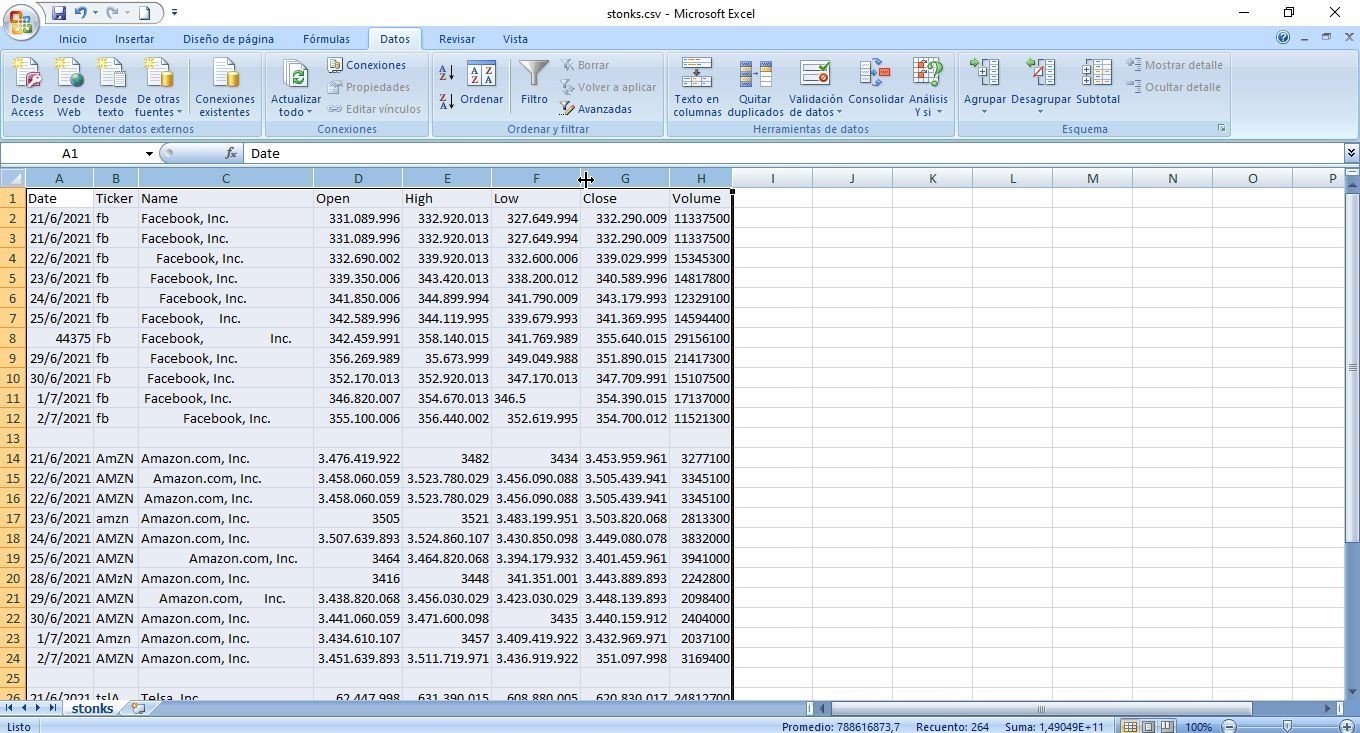 stonks.csv - Microsoft Excel
Inicio Insertar Diseño de página Fórmulas Datos Revisar Vista
Desde Access Desde Web Desde texto De otras fuentes Conexiones existentes Actualizar todo Conexiones Propiedades Editar vínculos Ordenar Filtro Borrar Volver a aplicar Avanzadas Texto en columnas Quitar duplicados Validación de datos Consolidar Análisis Y si Agrupar Desagrupar Subtotal Mostrar detalle Ocultar detalle
Obtener datos externos Conexiones Ordenar y filtrar Herramientas de datos Esquema
A1 fx Date
A B C D E F G H I J K L M N O P
1 Date Ticker Name Open High Low Close Volume
2 21/6/2021 fb Facebook, Inc. 331.089.996 332.920.013 327.649.994 332.290.009 11337500
3 21/6/2021 fb Facebook, Inc. 331.089.996 332.920.013 327.649.994 332.290.009 11337500
4 22/6/2021 fb Facebook, Inc. 332.690.002 339.920.013 332.600.006 339.029.999 15345300
5 23/6/2021 fb Facebook, Inc. 339.350.006 343.420.013 338.200.012 340.589.996 14817800
6 24/6/2021 fb Facebook, Inc. 341.850.006 344.899.994 341.790.009 343.179.993 12329100
7 25/6/2021 fb Facebook, Inc. 342.589.996 344.119.995 339.679.993 341.369.995 14594400
8 44375 Fb Facebook, Inc. 342.459.991 358.140.015 341.769.989 355.640.015 29156100
9 29/6/2021 fb Facebook, Inc. 356.269.989 35.673.999 349.049.988 351.890.015 21417300
10 30/6/2021 Fb Facebook, Inc. 352.170.013 352.920.013 347.170.013 347.709.991 15107500
11 1/7/2021 fb Facebook, Inc. 346.820.007 354.670.013 346.5 354.390.015 17137000
12 2/7/2021 fb Facebook, Inc. 355.100.006 356.440.002 352.619.995 354.700.012 11521300
13
14 21/6/2021 AmZN Amazon.com, Inc. 3.476.419.922 3482 3434 3.453.959.961 3277100
15 22/6/2021 AMZN Amazon.com, Inc. 3.458.060.059 3.523.780.029 3.456.090.088 3.505.439.941 3345100
16 22/6/2021 AMZN Amazon.com, Inc. 3.458.060.059 3.523.780.029 3.456.090.088 3.505.439.941 3345100
17 23/6/2021 amzn Amazon.com, Inc. 3505 3521 3.483.199.951 3.503.820.068 2813300
18 24/6/2021 AMZN Amazon.com, Inc. 3.507.639.893 3.524.860.107 3.430.850.098 3.449.080.078 3832000
19 25/6/2021 AMZN Amazon.com, Inc. 3464 3.464.820.068 3.394.179.932 3.401.459.961 3941000
20 28/6/2021 AMzN Amazon.com, Inc. 3416 3448 341.351.001 3.443.889.893 2242800
21 29/6/2021 AMZN Amazon.com, Inc. 3.438.820.068 3.456.030.029 3.423.030.029 3.448.139.893 2098400
22 30/6/2021 AMZN Amazon.com, Inc. 3.441.060.059 3.471.600.098 3435 3.440.159.912 2404000
23 1/7/2021 Amzn Amazon.com, Inc. 3.434.610.107 3457 3.409.419.922 3.432.969.971 2037100
24 2/7/2021 AMZN Amazon.com, Inc. 3.451.639.893 3.511.719.971 3.436.919.922 351.097.998 3169400
25
26 21/6/2021 tslA Telsa, Inc. 62.447.998 631.390.015 608.880.005 620.830.017 24812700
stonks
Listo Promedio: 788616873,7 Recuento: 264 Suma: 1,49049E+11 100%